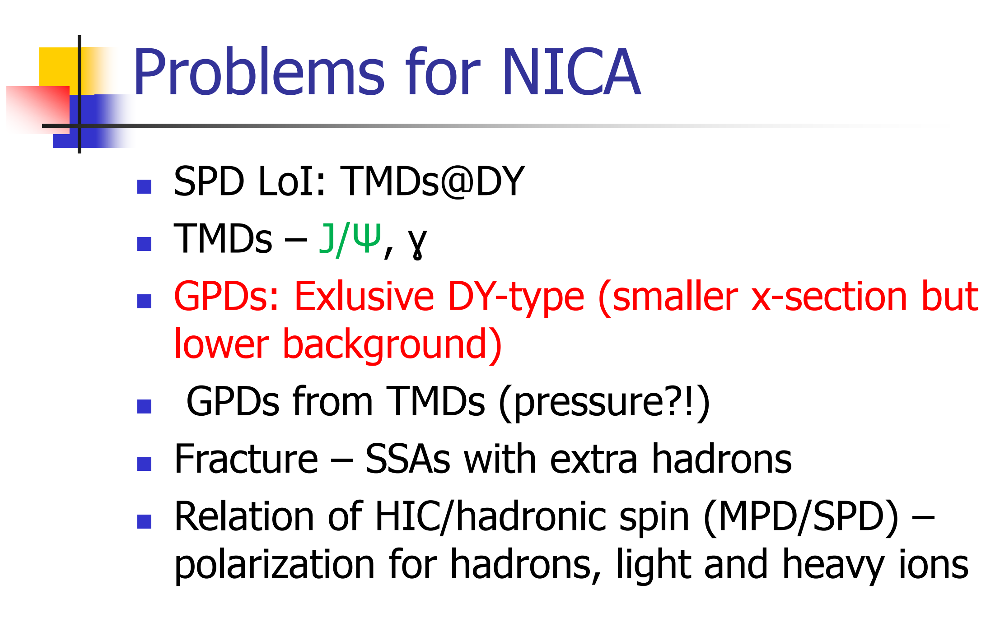 Problems for NICA
SPD LoI: TMDs@DY
TMDs – J/Ψ, ɣ
GPDs: Exlusive DY-type (smaller x-section but
lower background)
GPDs from TMDs (pressure?!)
Fracture – SSAs with extra hadrons
Relation of HIC/hadronic spin (MPD/SPD) –
polarization for hadrons, light and heavy ions